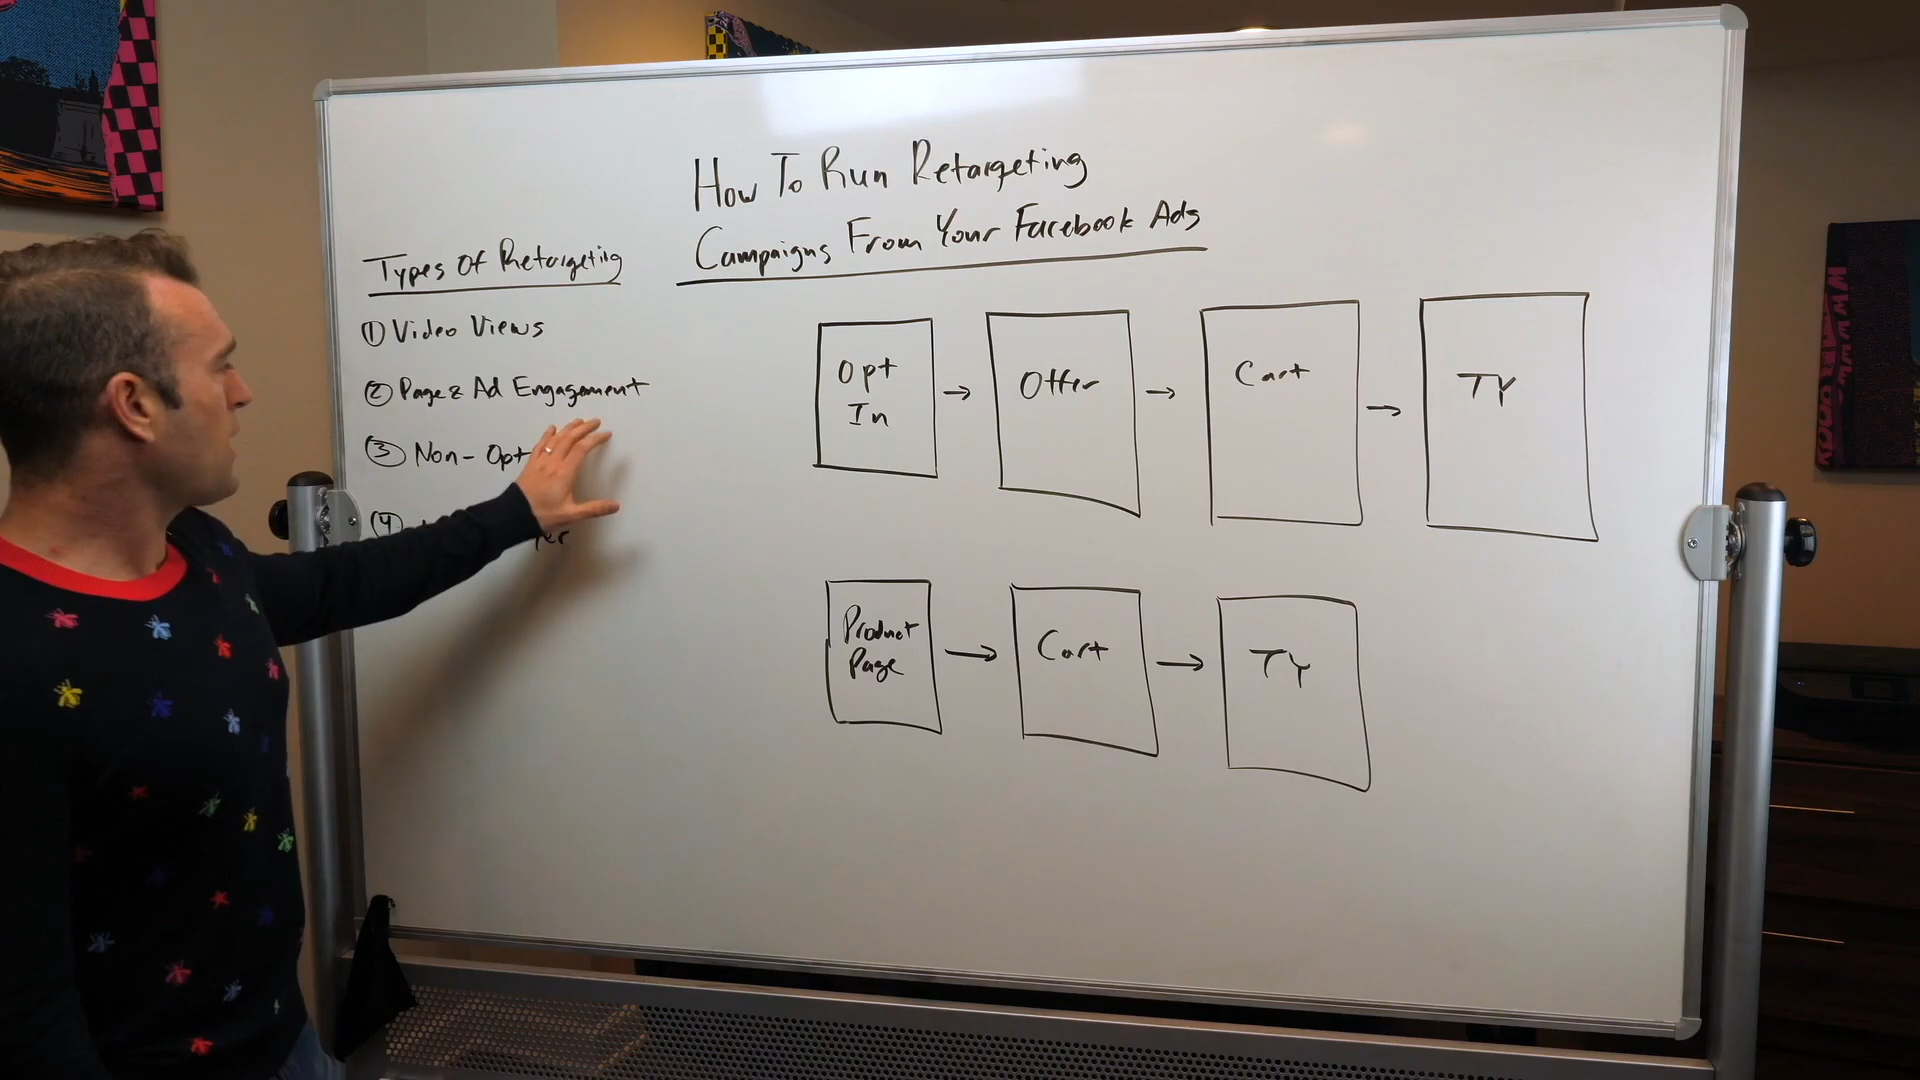 How To Run Retargeting
Campaigns From Your Facebook Ads
Types Of Retargeting
① Video Views
② Page & Ad Engagement
③ Non-Opt
④
Opt
In
→
Offer
→
Cart
→
TY
Product
Page
→
Cart
→
TY